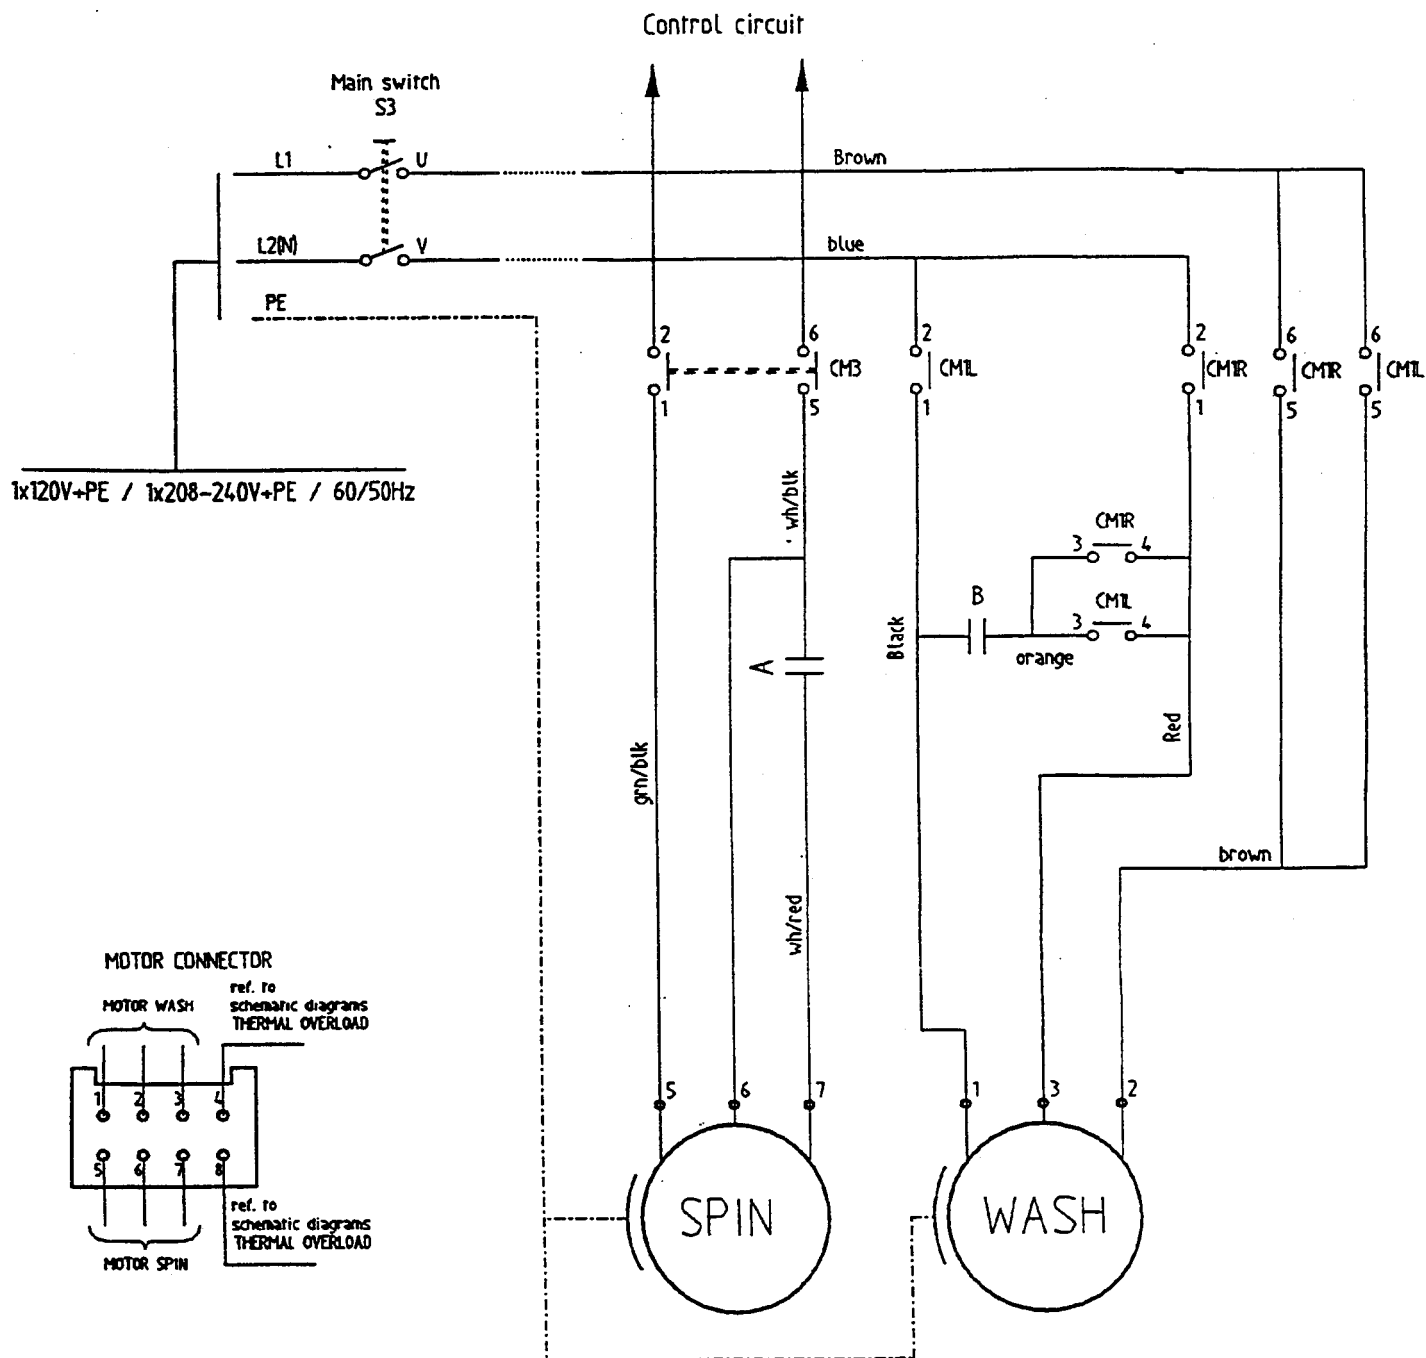 Control circuit
Main switch
S3
L1
U
Brown
L2(N)
V
blue
PE
2
6
2
2
6
6
CM3
CM1L
CM1R
CM1R
CM1L
1
5
1
1
5
5
1x120V+PE / 1x208-240V+PE / 60/50Hz
wh/blk
CM1R
3
4
B
CM1L
3
4
Black
orange
A
Red
grn/blk
brown
wh/red
MOTOR CONNECTOR
MOTOR WASH
ref. to
schematic diagrams
THERMAL OVERLOAD
1
2
3
4
5
6
7
8
ref. to
schematic diagrams
THERMAL OVERLOAD
MOTOR SPIN
5
6
7
1
3
2
SPIN
WASH